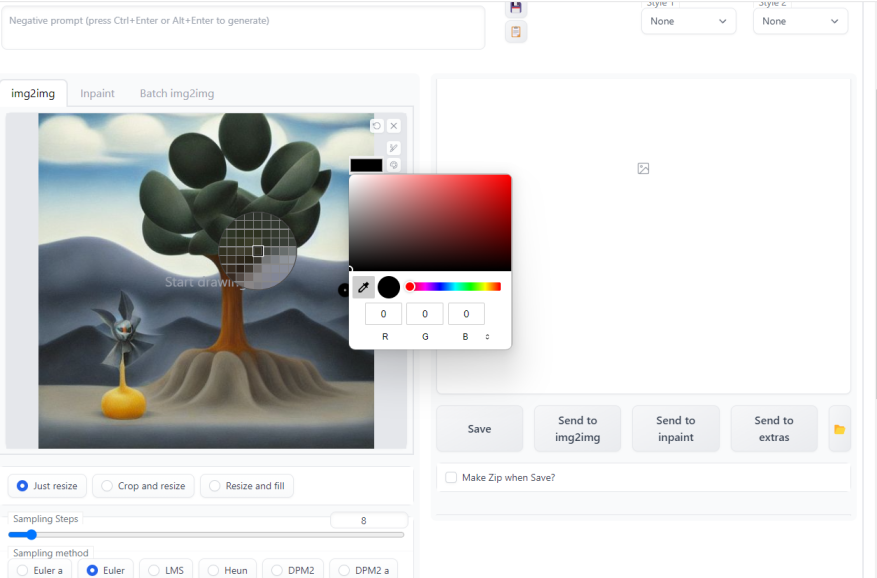 Style 1
Style 2
Negative prompt (press Ctrl+Enter or Alt+Enter to generate)
None
None
img2img
Inpaint
Batch img2img
Start drawin
0
0
0
R
G
B
Save
Send to
img2img
Send to
inpaint
Send to
extras
Make Zip when Save?
Just resize
Crop and resize
Resize and fill
Sampling Steps
8
Sampling method
Euler a
Euler
LMS
Heun
DPM2
DPM2 a